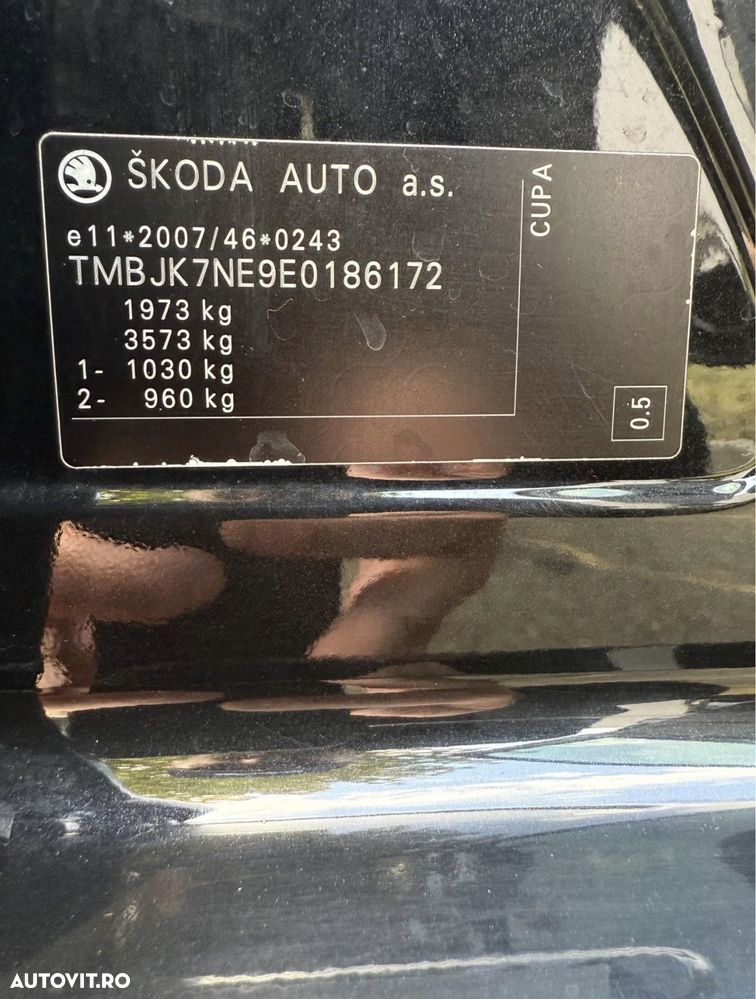 ŠKODA AUTO a.s.
e11*2007/46*0243
TMBJK7NE9E0186172
1973 kg
3573 kg
1- 1030 kg
2- 960 kg
CUPA
0.5
AUTOVIT.RO